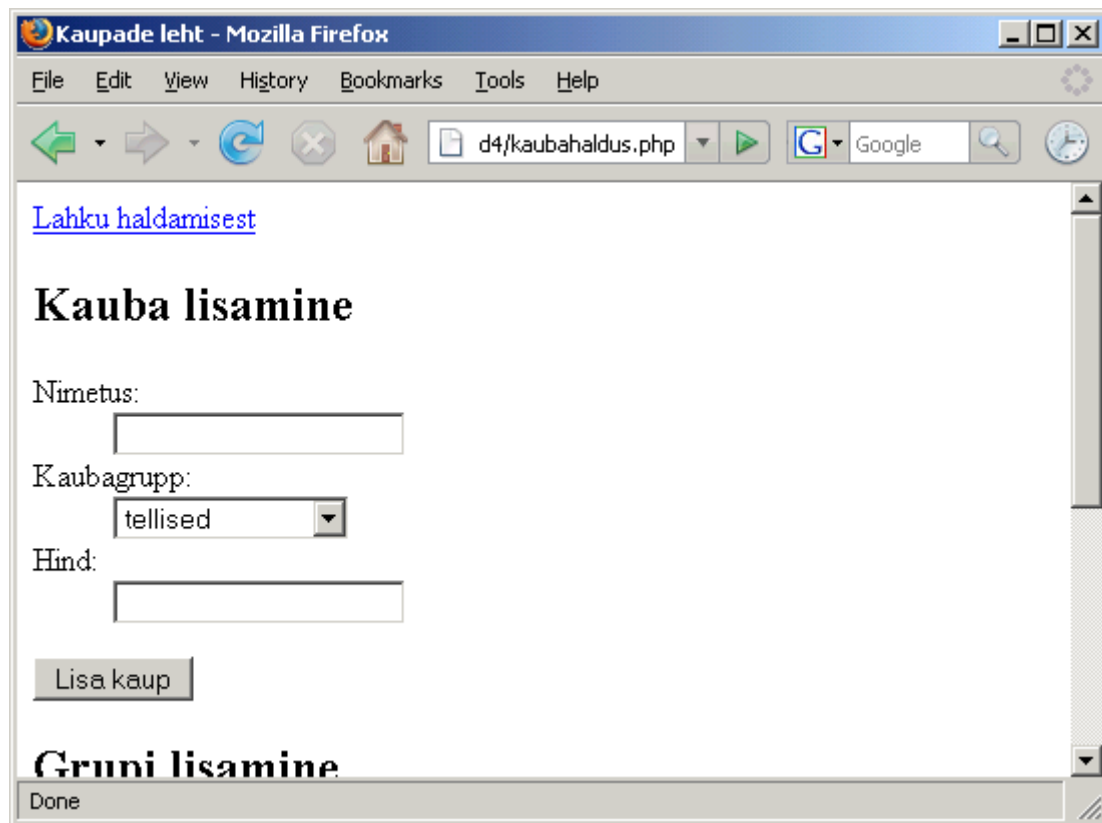 Kaupade leht - Mozilla Firefox
File Edit View History Bookmarks Tools Help
d4/kaubahaldus.php G Google
Lahku haldamisest
Kauba lisamine
Nimetus:
Kaubagrupp:
tellised
Hind:
Lisa kaup
Grupi lisamine
Done